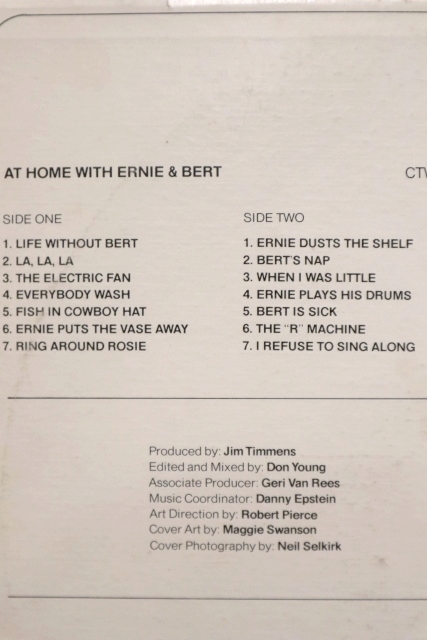 AT HOME WITH ERNIE & BERT
SIDE ONE
1. LIFE WITHOUT BERT
2. LA, LA, LA
3. THE ELECTRIC FAN
4. EVERYBODY WASH
5. FISH IN COWBOY HAT
6. ERNIE PUTS THE VASE AWAY
7. RING AROUND ROSIE
SIDE TWO
1. ERNIE DUSTS THE SHELF
2. BERT'S NAP
3. WHEN I WAS LITTLE
4. ERNIE PLAYS HIS DRUMS
5. BERT IS SICK
6. THE "R" MACHINE
7. I REFUSE TO SING ALONG
Produced by: Jim Timmens
Edited and Mixed by: Don Young
Associate Producer: Geri Van Rees
Music Coordinator: Danny Epstein
Art Direction by: Robert Pierce
Cover Art by: Maggie Swanson
Cover Photography by: Neil Selkirk